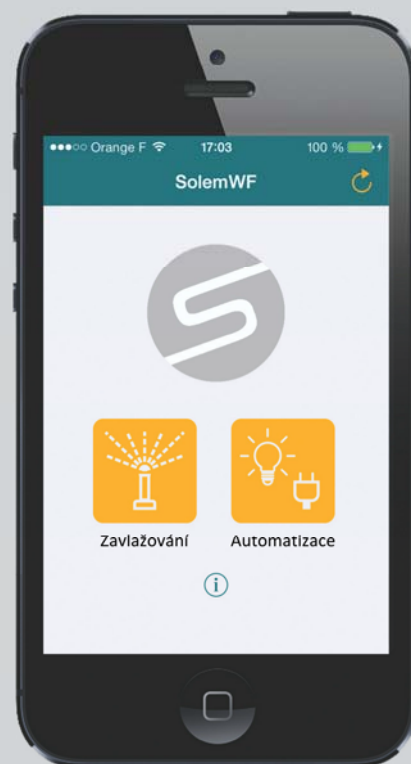 ●●●○○ Orange F 17:03 100 %
SolemWF
Zavlažování Automatizace
i